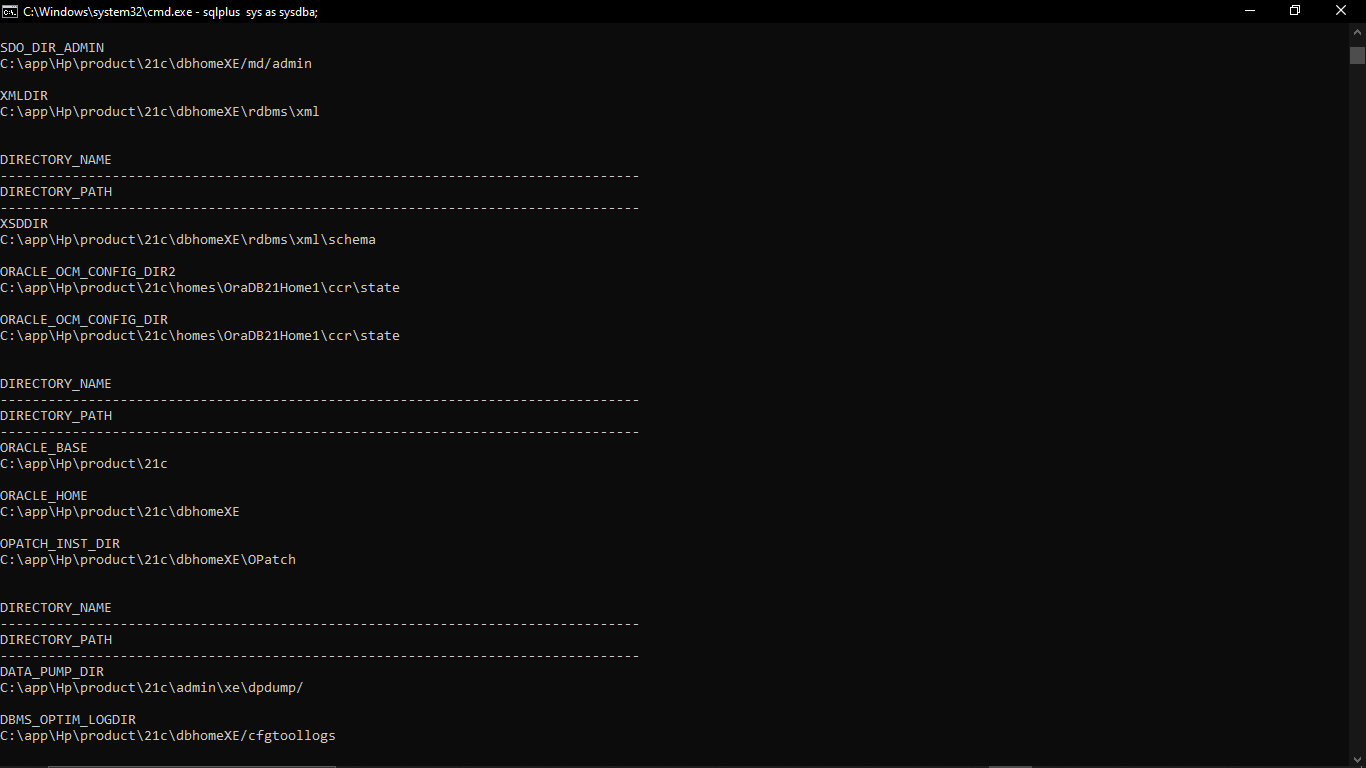 C:\Windows\system32\cmd.exe - sqlplus  sys as sysdba;
SDO_DIR_ADMIN
C:\app\Hp\product\21c\dbhomeXE/md/admin
XMLDIR
C:\app\Hp\product\21c\dbhomeXE\rdbms\xml
DIRECTORY_NAME
--------------------------------------------------------------------------------
DIRECTORY_PATH
--------------------------------------------------------------------------------
XSDDIR
C:\app\Hp\product\21c\dbhomeXE\rdbms\xml\schema
ORACLE_OCM_CONFIG_DIR2
C:\app\Hp\product\21c\homes\OraDB21Home1\ccr\state
ORACLE_OCM_CONFIG_DIR
C:\app\Hp\product\21c\homes\OraDB21Home1\ccr\state
DIRECTORY_NAME
--------------------------------------------------------------------------------
DIRECTORY_PATH
--------------------------------------------------------------------------------
ORACLE_BASE
C:\app\Hp\product\21c
ORACLE_HOME
C:\app\Hp\product\21c\dbhomeXE
OPATCH_INST_DIR
C:\app\Hp\product\21c\dbhomeXE\OPatch
DIRECTORY_NAME
--------------------------------------------------------------------------------
DIRECTORY_PATH
--------------------------------------------------------------------------------
DATA_PUMP_DIR
C:\app\Hp\product\21c\admin\xe\dpdump/
DBMS_OPTIM_LOGDIR
C:\app\Hp\product\21c\dbhomeXE/cfgtoollogs